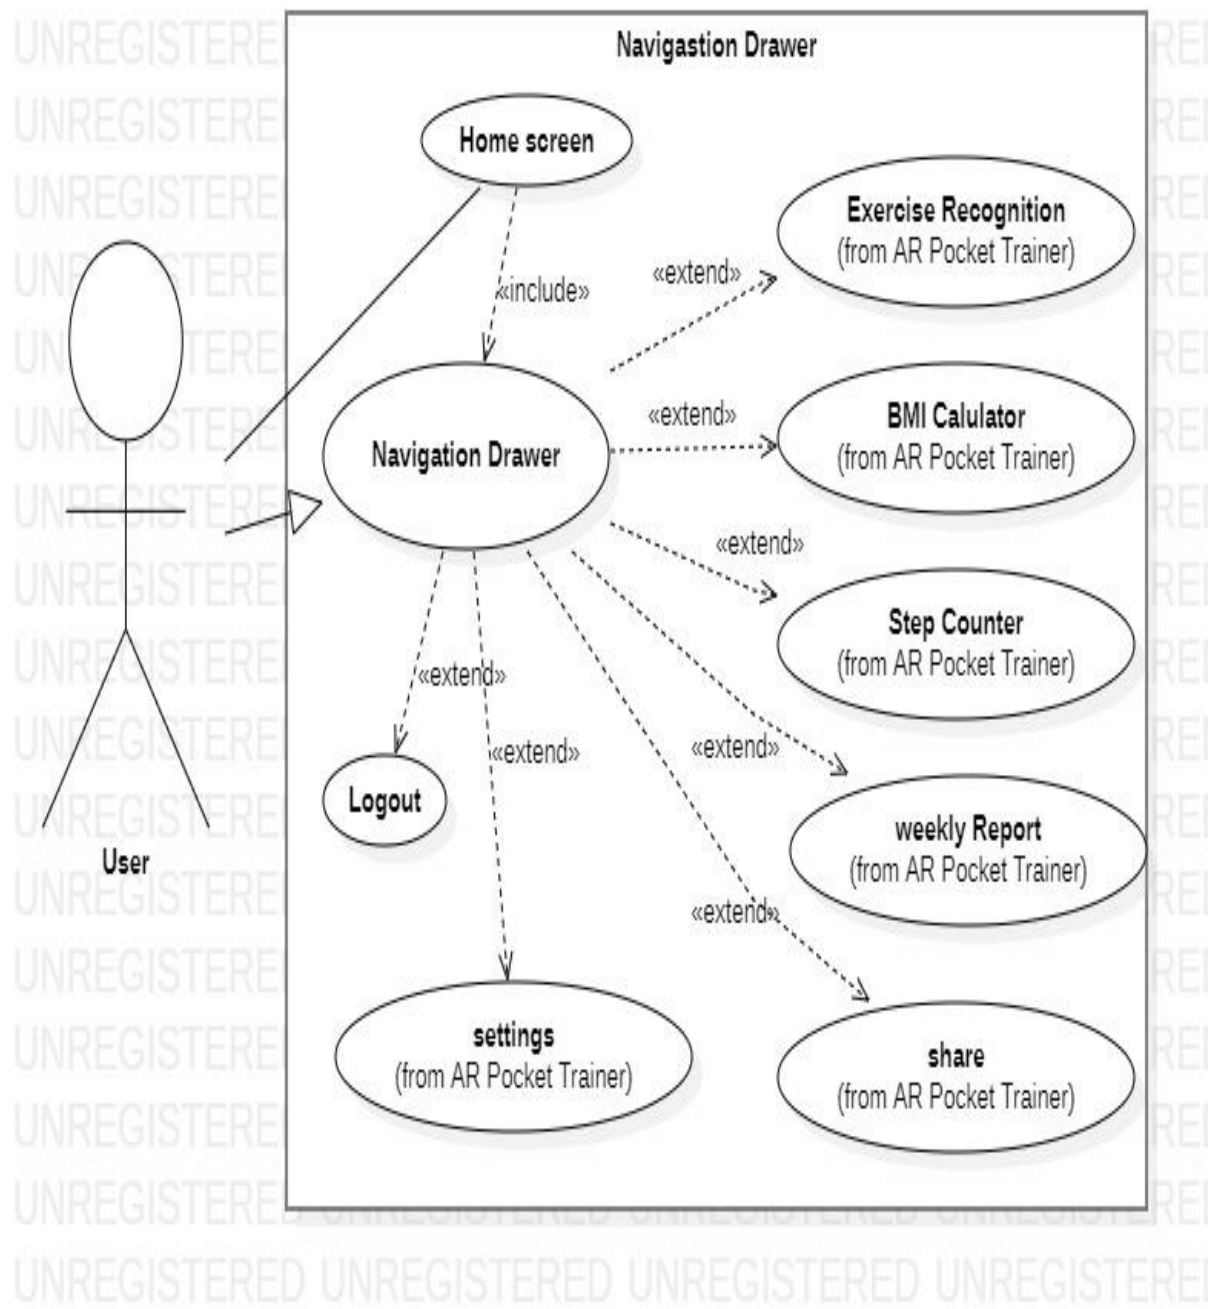 Navigastion Drawer
Home screen
Exercise Recognition
(from AR Pocket Trainer)
«extend»
«include»
«extend»
BMI Calulator
(from AR Pocket Trainer)
Navigation Drawer
«extend»
Step Counter
(from AR Pocket Trainer)
«extend»
«extend»
«extend»
Logout
weekly Report
(from AR Pocket Trainer)
User
«extend»
settings
(from AR Pocket Trainer)
share
(from AR Pocket Trainer)
UNREGISTERED UNREGISTERED UNREGISTERED UNREGISTERED